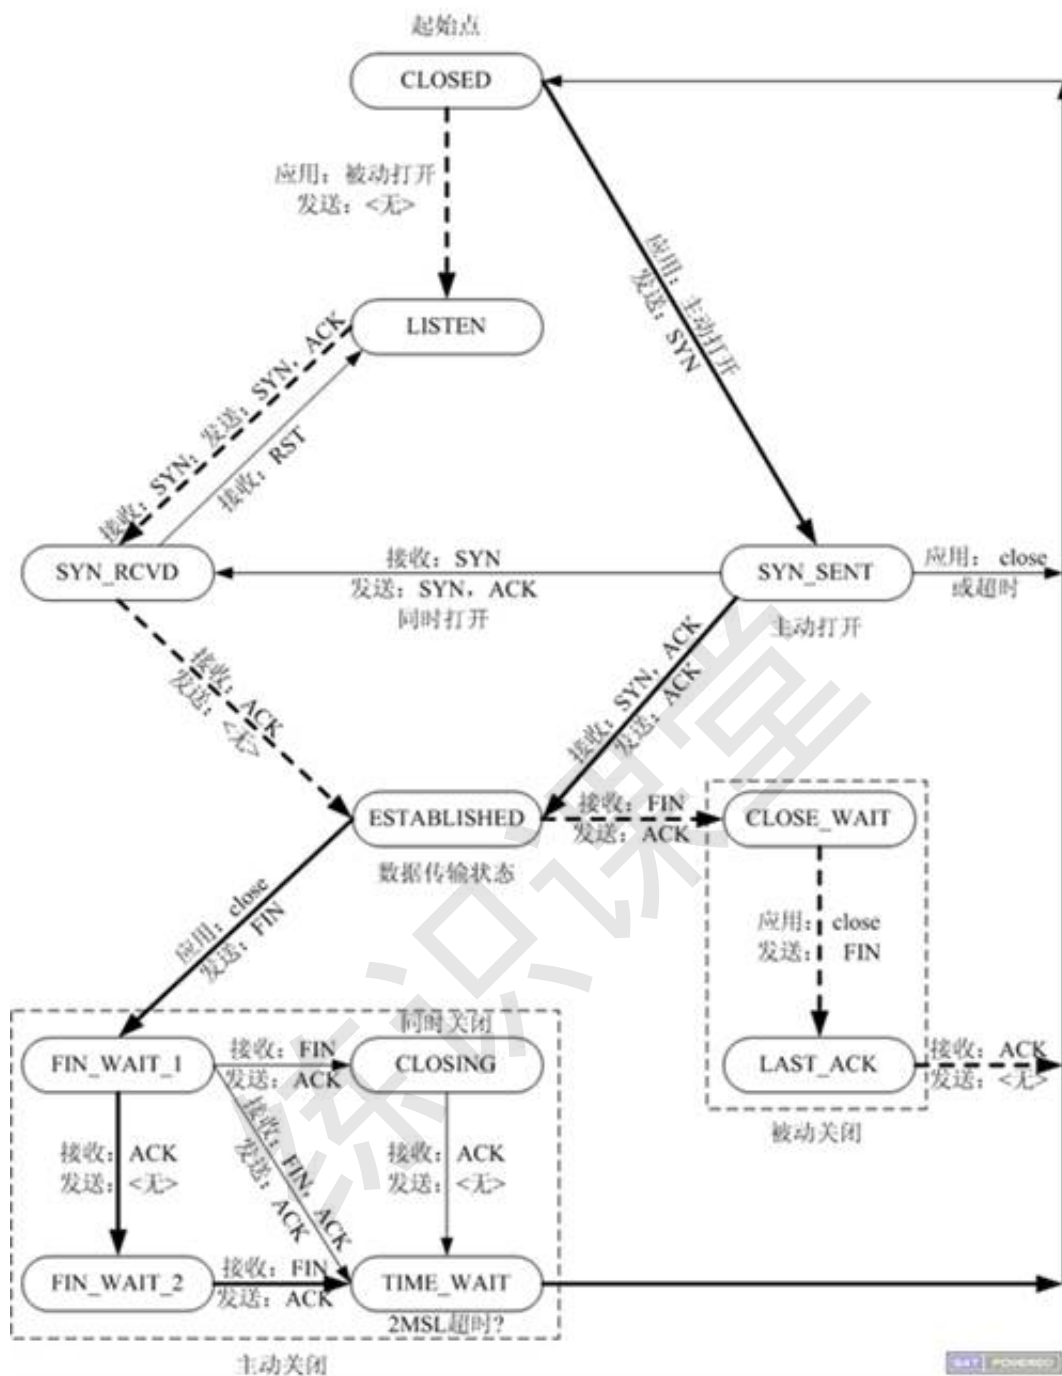 起始点
CLOSED
应用：被动打开
发送：<无>
应用：主动打开
发送：SYN
LISTEN
接收：SYN；发送：SYN，ACK
接收：RST
SYN_RCVD
接收：SYN
发送：SYN，ACK
同时打开
SYN_SENT
主动打开
应用：close
或超时
接收：ACK
发送：<无>
接收：SYN，ACK
发送：ACK
ESTABLISHED
数据传输状态
接收：FIN
发送：ACK
CLOSE_WAIT
应用：close
发送：FIN
应用：close
发送：FIN
同时关闭
FIN_WAIT_1
接收：FIN
发送：ACK
CLOSING
LAST_ACK
接收：ACK
发送：<无>
被动关闭
接收：ACK
发送：<无>
接收：FIN，ACK
发送：ACK
接收：ACK
发送：<无>
FIN_WAIT_2
接收：FIN
发送：ACK
TIME_WAIT
2MSL超时?
主动关闭
练识课堂
POWERED